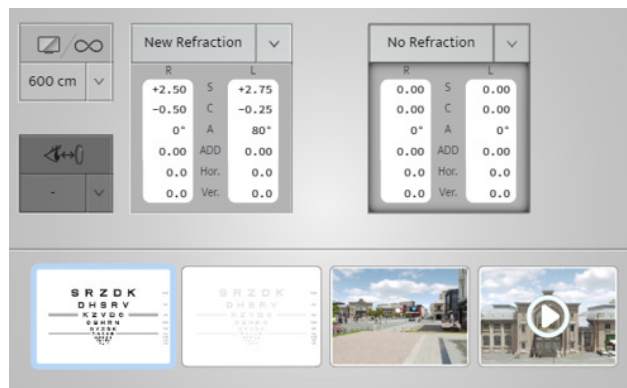 600 cm
-
New Refraction
R L
+2.50 S +2.75
-0.50 C -0.25
0° A 80°
0.00 ADD 0.00
0.0 Hor. 0.0
0.0 Ver. 0.0
No Refraction
R L
0.00 S 0.00
0.00 C 0.00
0° A 0°
0.00 ADD 0.00
0.0 Hor. 0.0
0.0 Ver. 0.0
S R Z D K
D H S R V
K Z V D C
S R Z D K
D H S R V